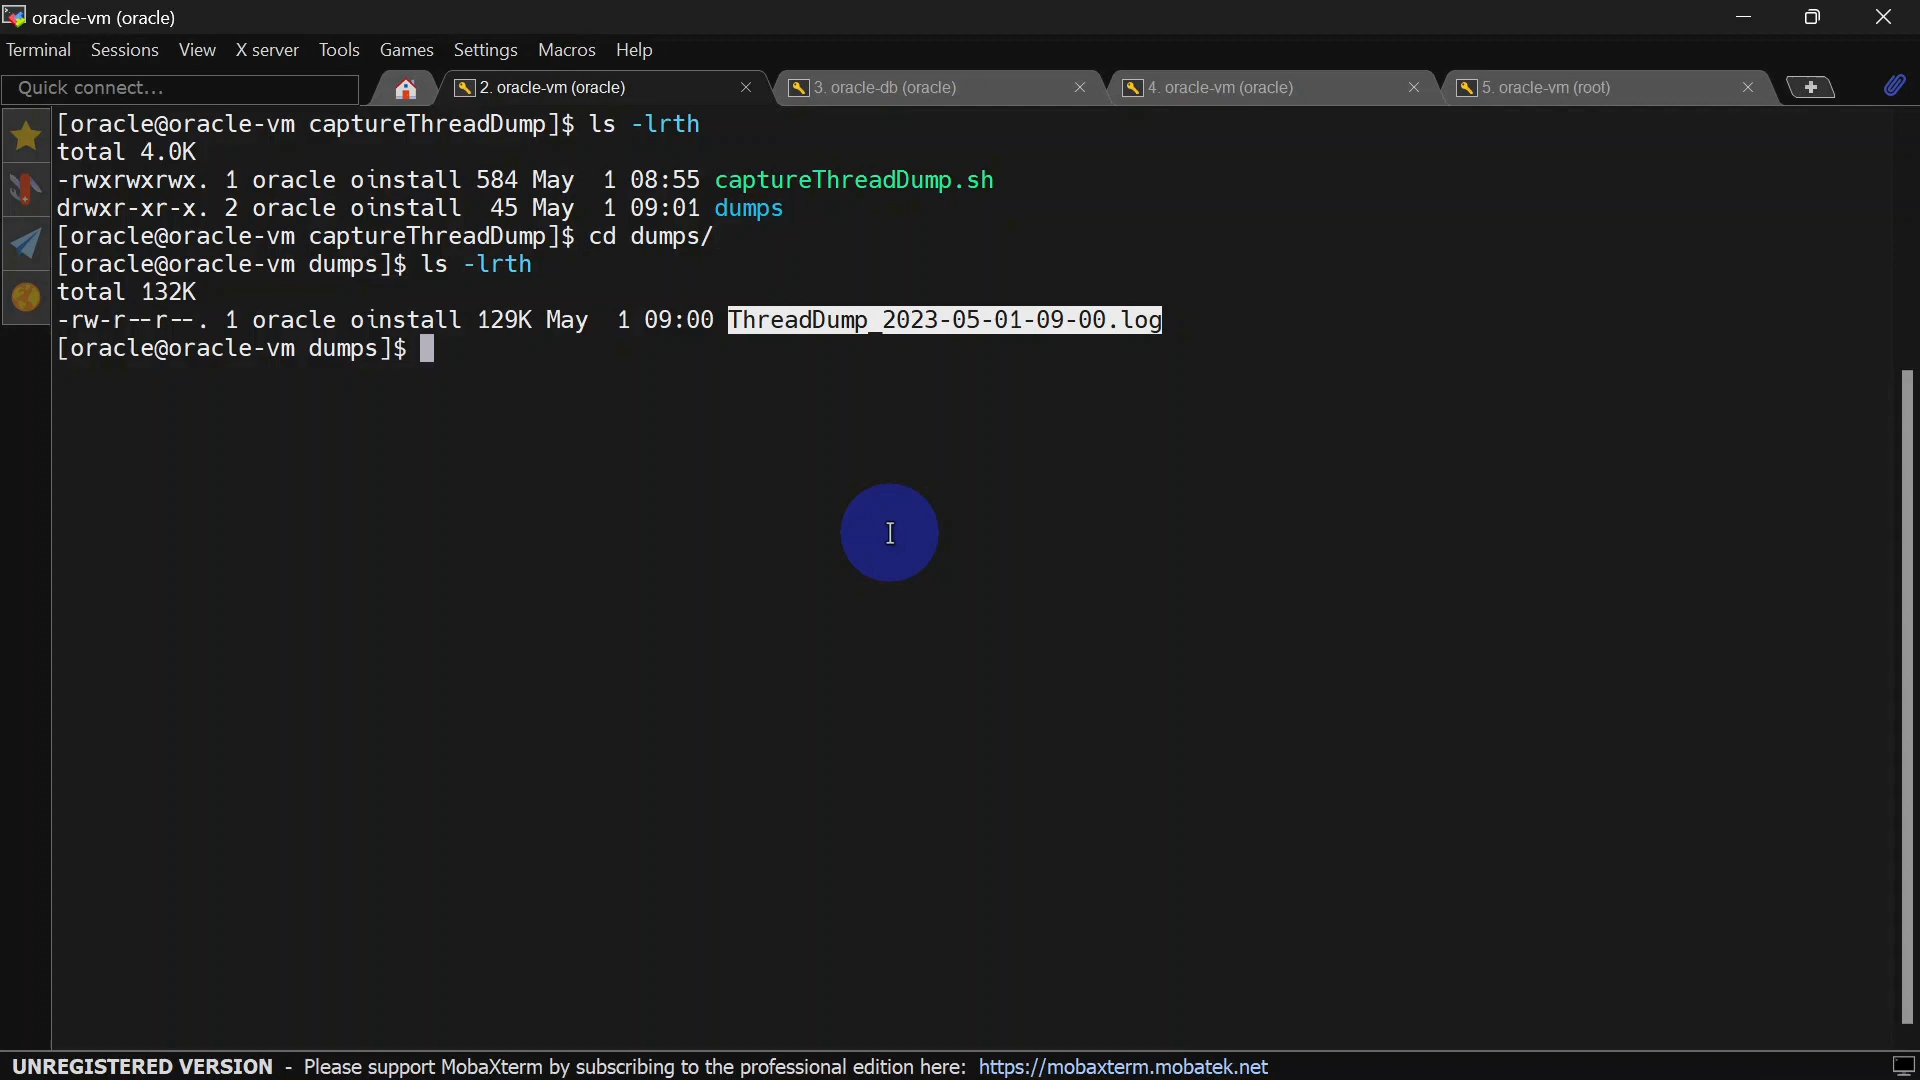 oracle-vm (oracle)
Terminal Sessions View X server Tools Games Settings Macros Help
Quick connect... 2. oracle-vm (oracle) 3. oracle-db (oracle) 4. oracle-vm (oracle) 5. oracle-vm (root)
[oracle@oracle-vm captureThreadDump]$ ls -lrth
total 4.0K
-rwxrwxrwx. 1 oracle oinstall 584 May  1 08:55 captureThreadDump.sh
drwxr-xr-x. 2 oracle oinstall  45 May  1 09:01 dumps
[oracle@oracle-vm captureThreadDump]$ cd dumps/
[oracle@oracle-vm dumps]$ ls -lrth
total 132K
-rw-r--r--. 1 oracle oinstall 129K May  1 09:00 ThreadDump_2023-05-01-09-00.log
[oracle@oracle-vm dumps]$
UNREGISTERED VERSION - Please support MobaXterm by subscribing to the professional edition here: https://mobaxterm.mobatek.net